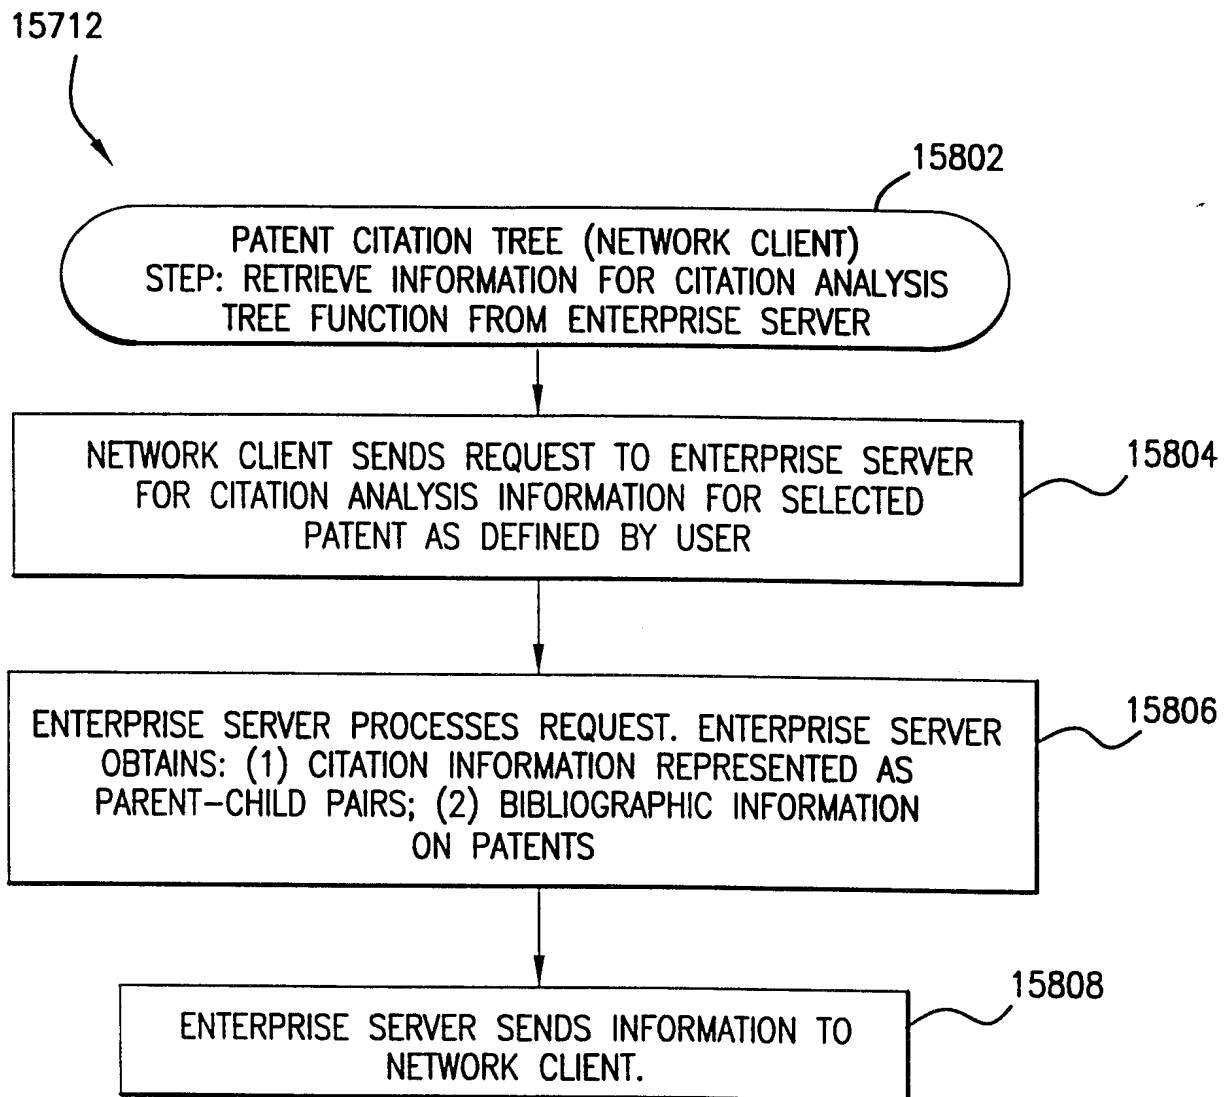 15712
15802
PATENT CITATION TREE (NETWORK CLIENT)
STEP: RETRIEVE INFORMATION FOR CITATION ANALYSIS
TREE FUNCTION FROM ENTERPRISE SERVER
NETWORK CLIENT SENDS REQUEST TO ENTERPRISE SERVER
FOR CITATION ANALYSIS INFORMATION FOR SELECTED
PATENT AS DEFINED BY USER
15804
ENTERPRISE SERVER PROCESSES REQUEST. ENTERPRISE SERVER
OBTAINS: (1) CITATION INFORMATION REPRESENTED AS
PARENT-CHILD PAIRS; (2) BIBLIOGRAPHIC INFORMATION
ON PATENTS
15806
ENTERPRISE SERVER SENDS INFORMATION TO
NETWORK CLIENT.
15808